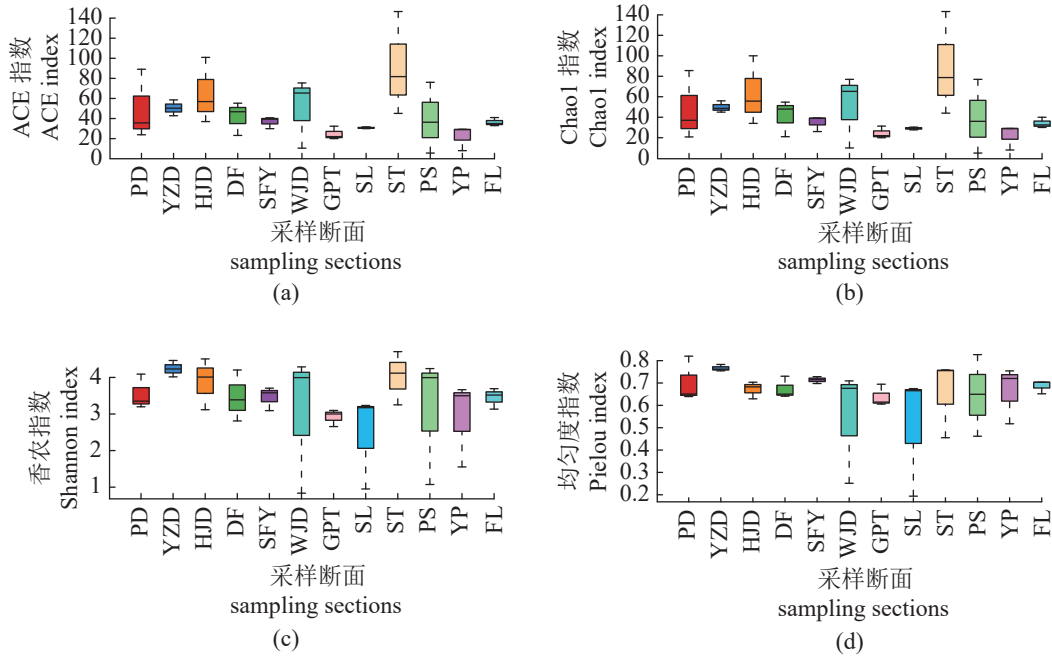 ACE 指数
ACE index
140
120
100
80
60
40
20
0
PD
YZD
HJD
DF
SFY
WJD
GPT
SL
ST
PS
YP
FL
采样断面
sampling sections
(a)
Chao1 指数
Chao1 index
140
120
100
80
60
40
20
0
PD
YZD
HJD
DF
SFY
WJD
GPT
SL
ST
PS
YP
FL
采样断面
sampling sections
(b)
香农指数
Shannon index
4
3
2
1
PD
YZD
HJD
DF
SFY
WJD
GPT
SL
ST
PS
YP
FL
采样断面
sampling sections
(c)
均匀度指数
Pielou index
0.8
0.7
0.6
0.5
0.4
0.3
0.2
PD
YZD
HJD
DF
SFY
WJD
GPT
SL
ST
PS
YP
FL
采样断面
sampling sections
(d)